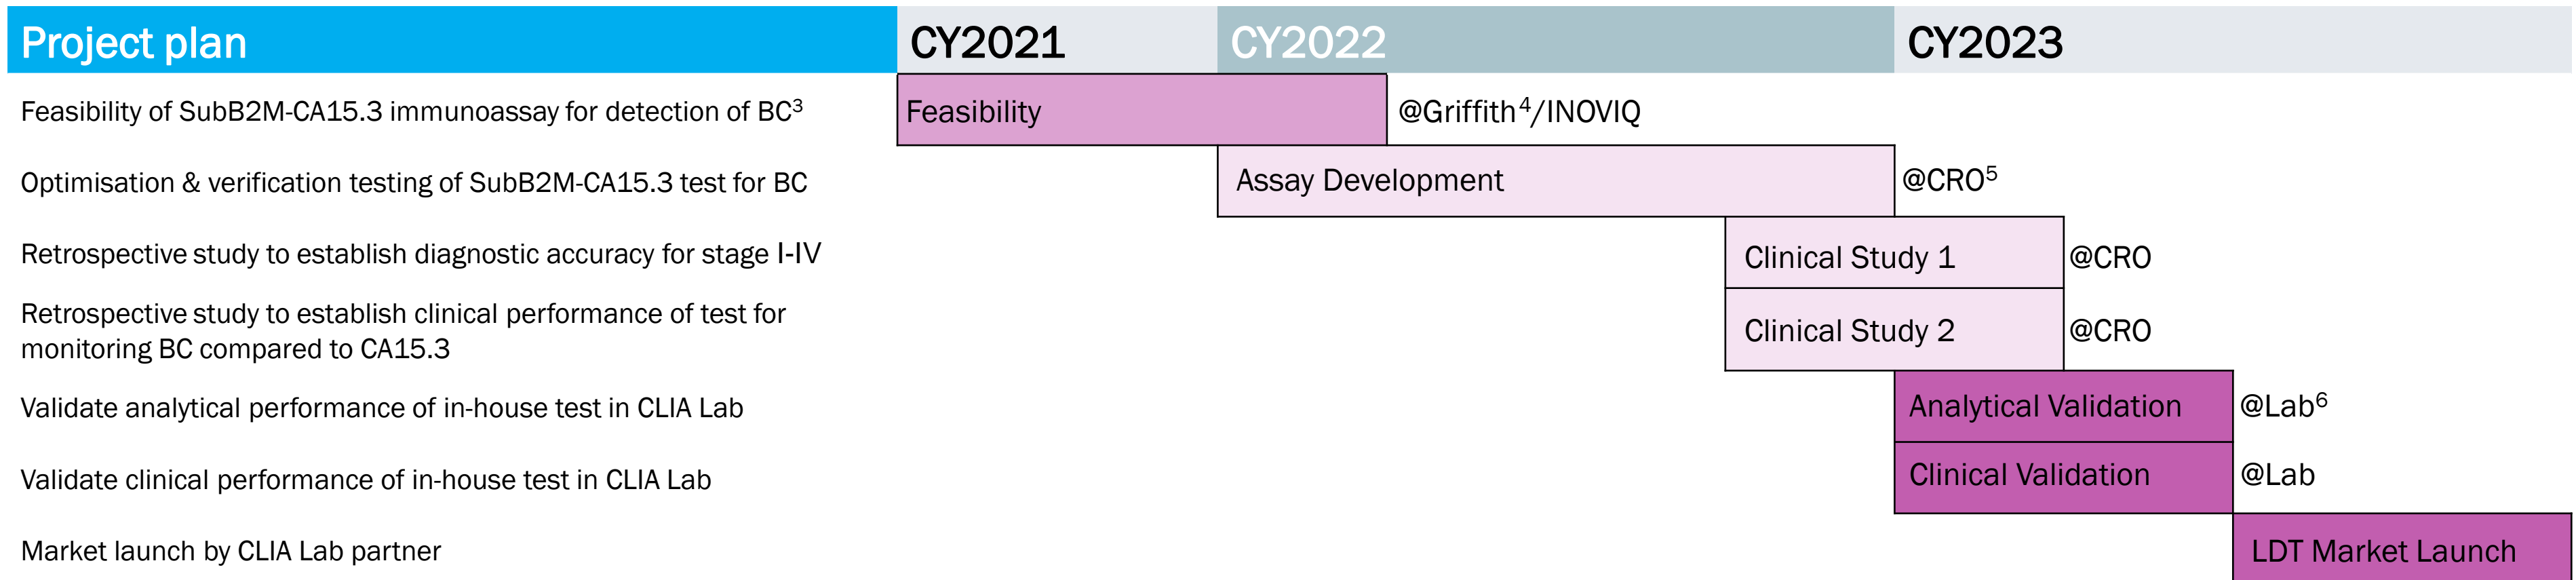 Project plan CY2021 CY2022 CY2023
Feasibility of SubB2M-CA15.3 immunoassay for detection of BC³ Feasibility @Griffith⁴/INOVIQ
Optimisation & verification testing of SubB2M-CA15.3 test for BC Assay Development @CRO⁵
Retrospective study to establish diagnostic accuracy for stage I-IV Clinical Study 1 @CRO
Retrospective study to establish clinical performance of test for
monitoring BC compared to CA15.3 Clinical Study 2 @CRO
Validate analytical performance of in-house test in CLIA Lab Analytical Validation @Lab⁶
Validate clinical performance of in-house test in CLIA Lab Clinical Validation @Lab
Market launch by CLIA Lab partner LDT Market Launch